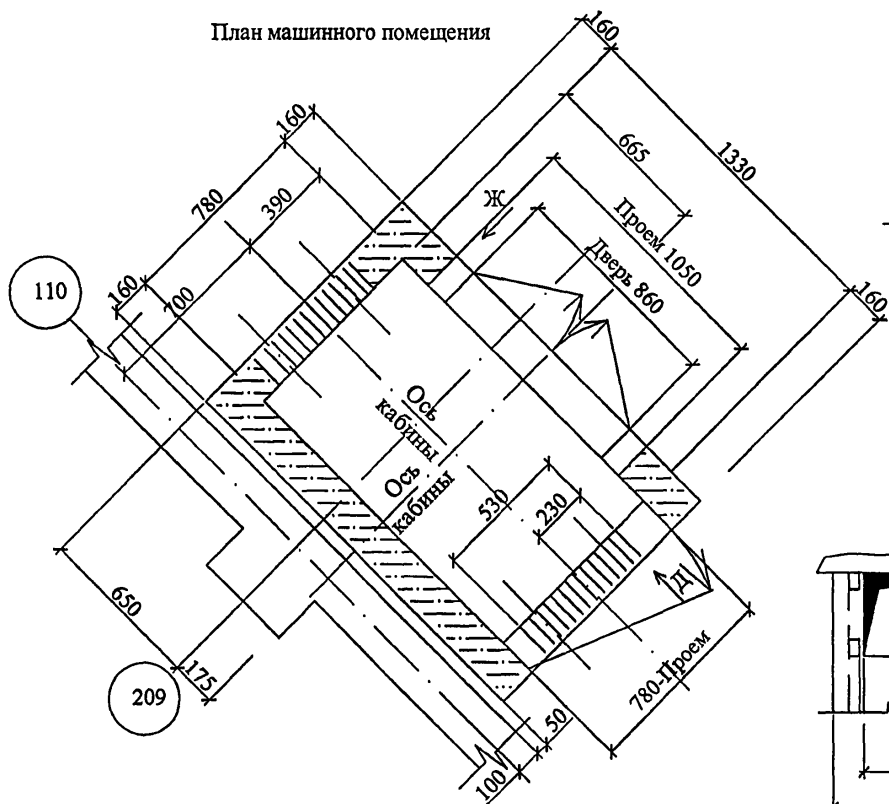 План машинного помещения
160
160
665
1330
780
390
Ж
Проем 1050
110
160
700
Дверь 860
160
Ось
кабины
Ось
кабины
530
230
Д
650
780-Проем
209
175
50
100